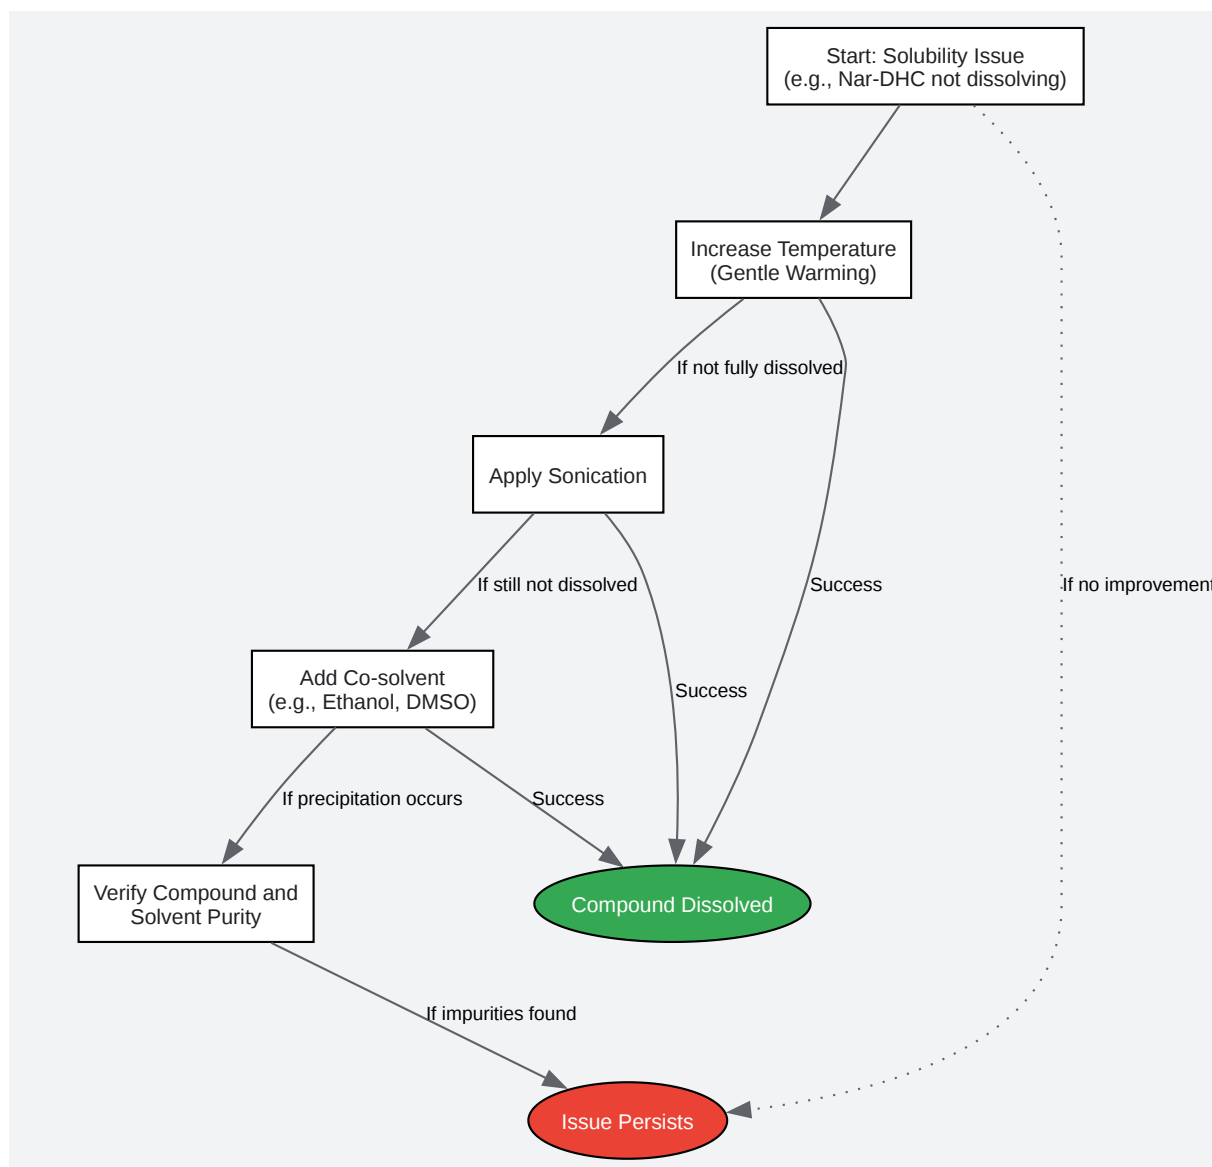 Start: Solubility Issue
(e.g., Nar-DHC not dissolving)
Increase Temperature
(Gentle Warming)
If not fully dissolved
Apply Sonication
If still not dissolved
Success
If no improvement
Add Co-solvent
(e.g., Ethanol, DMSO)
Success
If precipitation occurs
Success
Verify Compound and
Solvent Purity
Compound Dissolved
If impurities found
Issue Persists